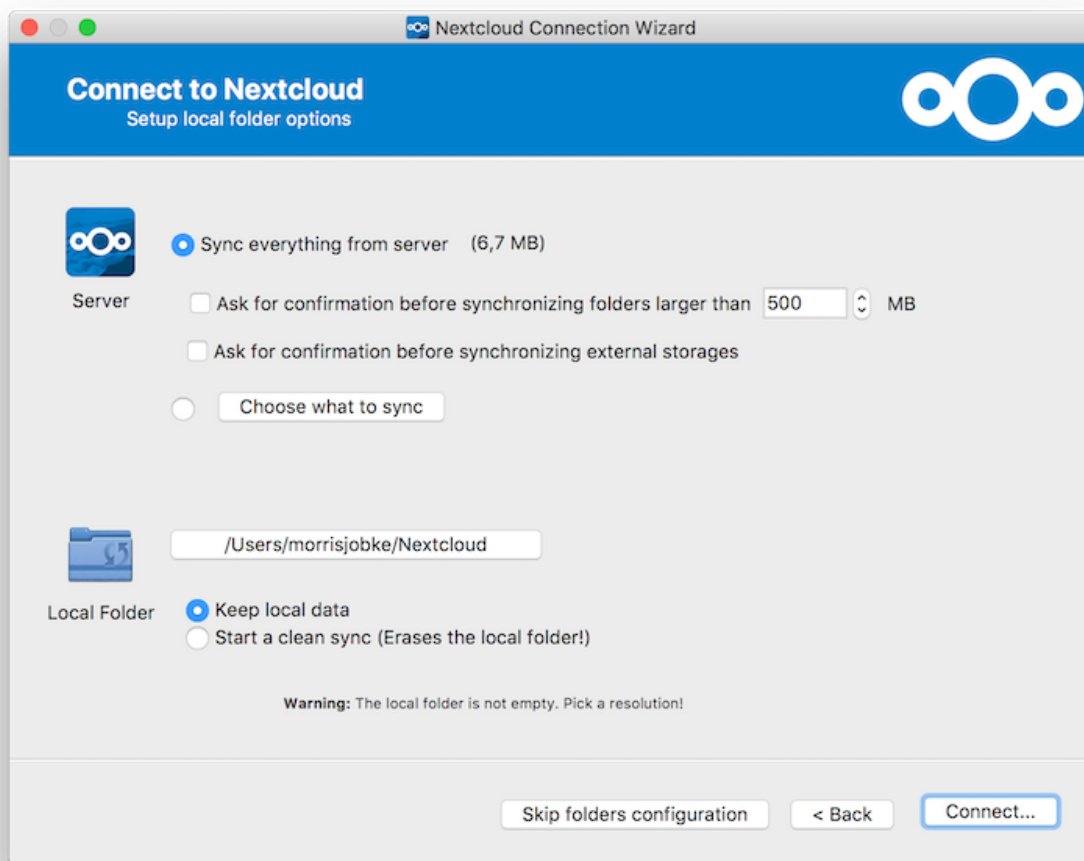 Nextcloud Connection Wizard
Connect to Nextcloud
Setup local folder options
Sync everything from server (6,7 MB)
Server
Ask for confirmation before synchronizing folders larger than 500 MB
Ask for confirmation before synchronizing external storages
Choose what to sync
/Users/morrisjobke/Nextcloud
Local Folder
Keep local data
Start a clean sync (Erases the local folder!)
Warning: The local folder is not empty. Pick a resolution!
Skip folders configuration
< Back
Connect...